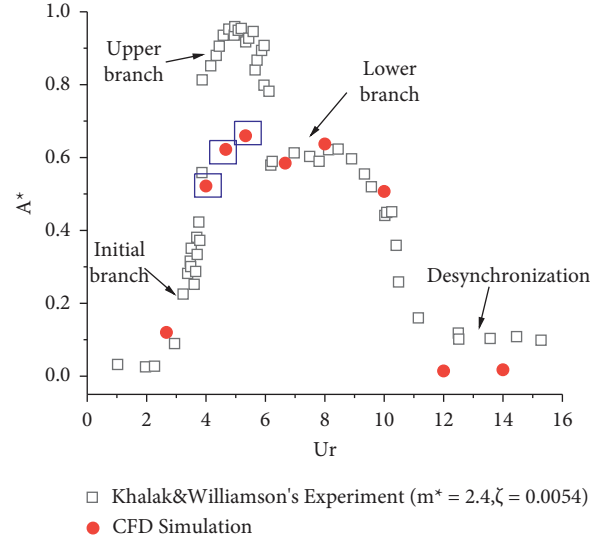 1.0
0.8
0.6
0.4
0.2
0.0
A*
Upper
branch
Lower
branch
Initial
branch
Desynchronization
0 2 4 6 8 10 12 14 16
Ur
Khalak&Williamson's Experiment (m* = 2.4,ζ = 0.0054)
CFD Simulation